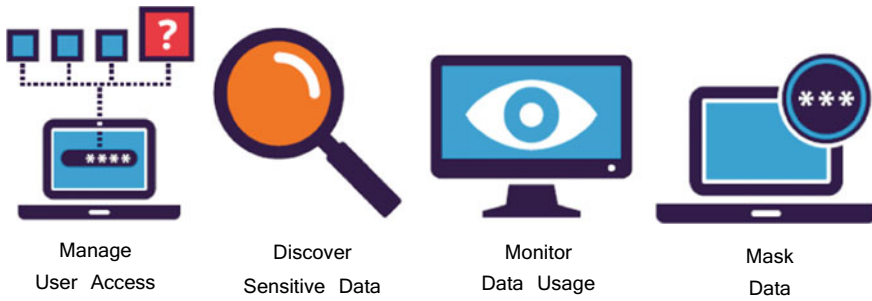 ?
****
***
Manage
User Access
Discover
Sensitive Data
Monitor
Data Usage
Mask
Data